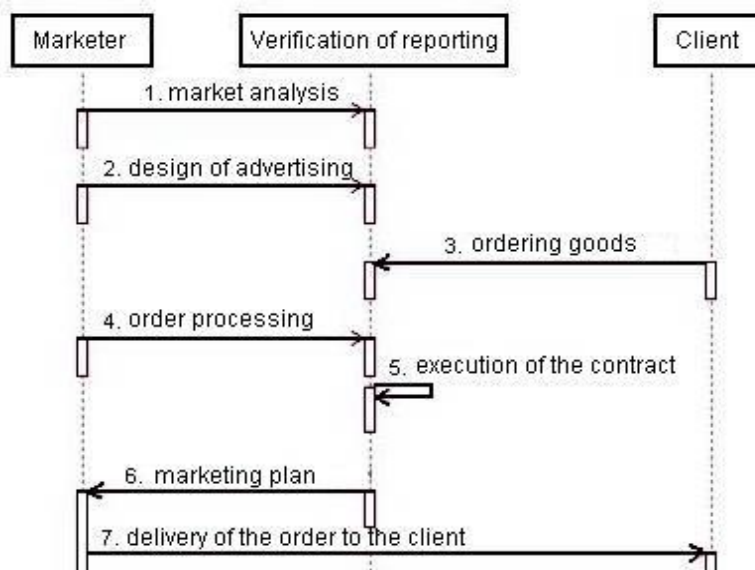 Marketer
Verification of reporting
Client
1. market analysis
2. design of advertising
3. ordering goods
4. order processing
5. execution of the contract
6. marketing plan
7. delivery of the order to the client